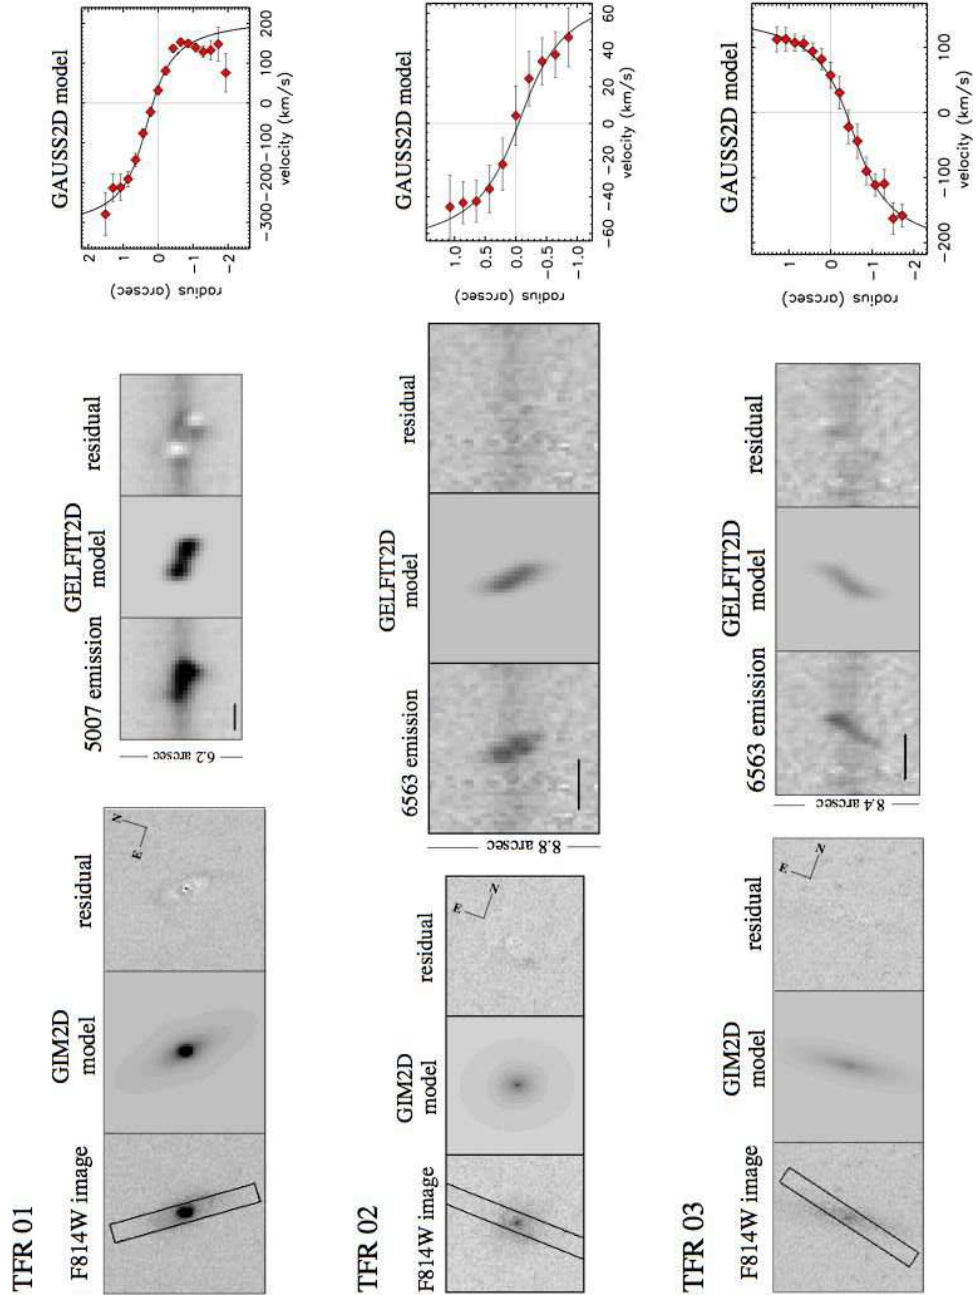 TFR 01
F814W image
GIM2D
model
residual
N
E
6.2 arcsec
5007 emission
GELFIT2D
model
residual
GAUSS2D model
radius (arcsec)
2
1
0
-1
-2
-300 -200 -100 0 100 200
velocity (km/s)
TFR 02
F814W image
GIM2D
model
residual
E
N
8.8 arcsec
6563 emission
GELFIT2D
model
residual
GAUSS2D model
radius (arcsec)
1.0
0.5
0.0
-0.5
-1.0
-60 -40 -20 0 20 40 60
velocity (km/s)
TFR 03
F814W image
GIM2D
model
residual
E
N
8.4 arcsec
6563 emission
GELFIT2D
model
residual
GAUSS2D model
radius (arcsec)
1
0
-1
-2
-200 -100 0 100
velocity (km/s)